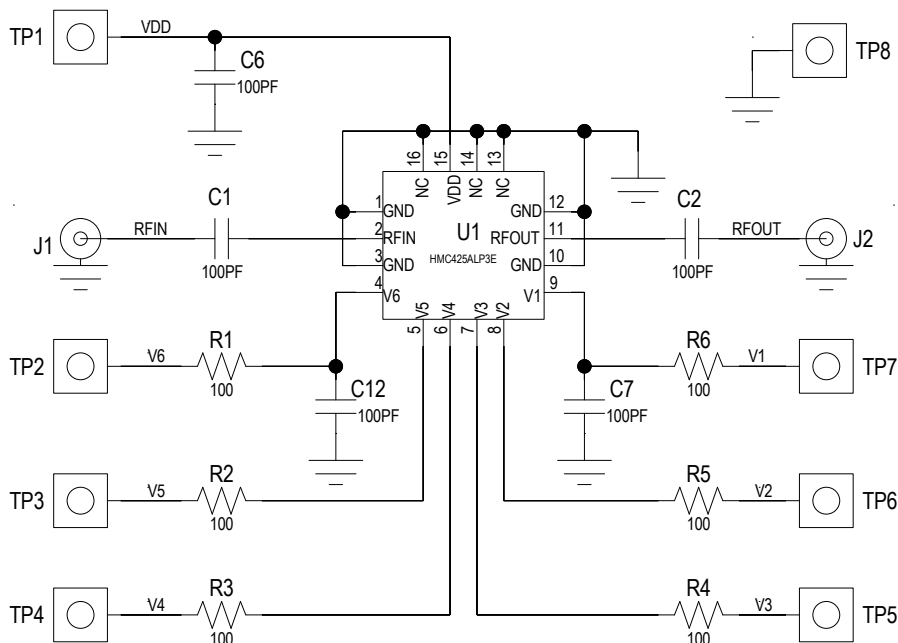 TP1
VDD
C6
100PF
TP8
16
15
14
13
NC
VDD
NC
NC
C1
1
GND
12
GND
C2
J1
RFIN
2
RFIN
U1
RFOUT
11
RFOUT
J2
100PF
HMC425ALP3E
100PF
3
GND
GND
10
4
V6
V1
9
V5
V4
V3
V2
5
6
7
8
TP2
V6
R1
100
R6
V1
TP7
100
C12
100PF
C7
100PF
TP3
V5
R2
100
R5
V2
TP6
100
TP4
V4
R3
100
R4
V3
TP5
100